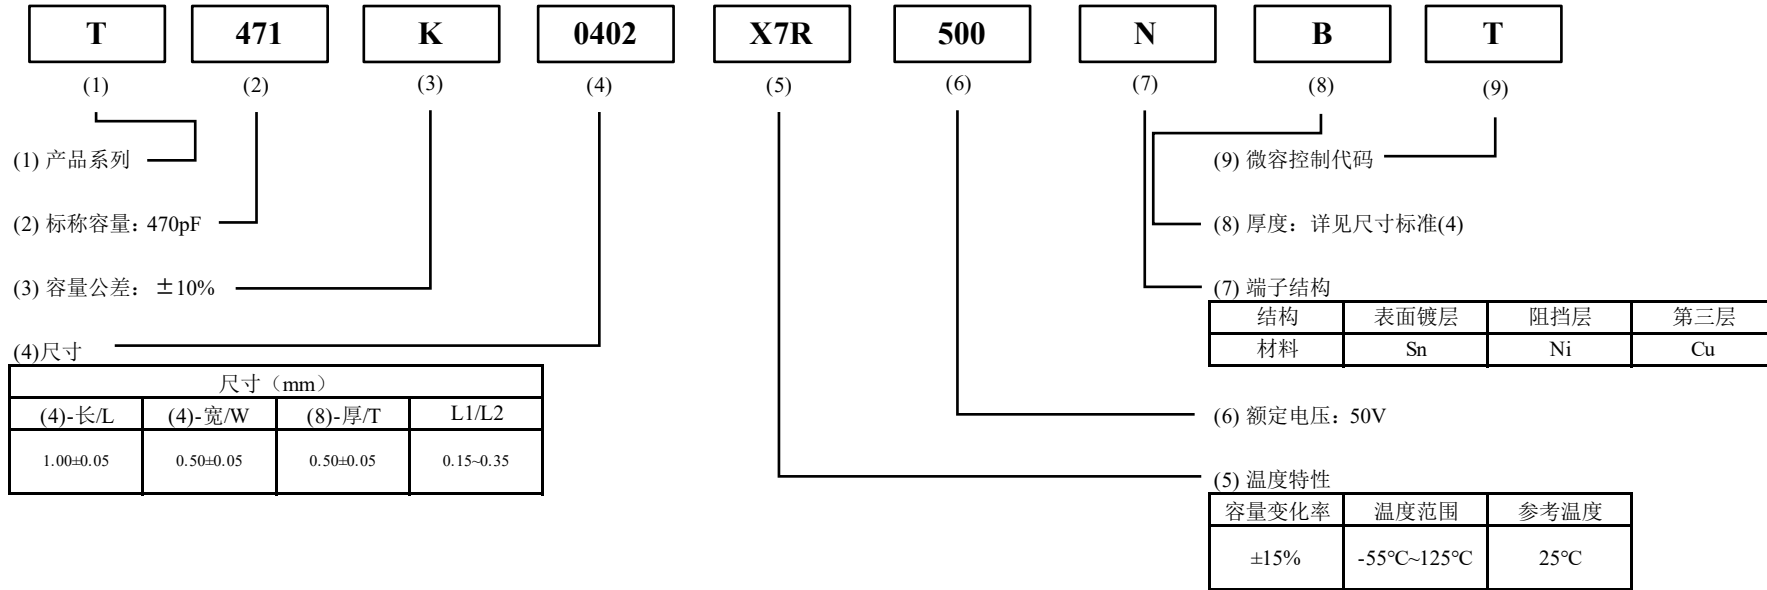 T 471 K 0402 X7R 500 N B T
(1) (2) (3) (4) (5) (6) (7) (8) (9)
(1) 产品系列
(9) 微容控制代码
(2) 标称容量：470pF
(8) 厚度：详见尺寸标准(4)
(3) 容量公差：±10%
(7) 端子结构
结构 表面镀层 阻挡层 第三层
材料 Sn Ni Cu
(4)尺寸
尺寸（mm）
(4)-长/L (4)-宽/W (8)-厚/T L1/L2
1.00±0.05 0.50±0.05 0.50±0.05 0.15~0.35
(6) 额定电压：50V
(5) 温度特性
容量变化率 温度范围 参考温度
±15% -55℃~125℃ 25℃